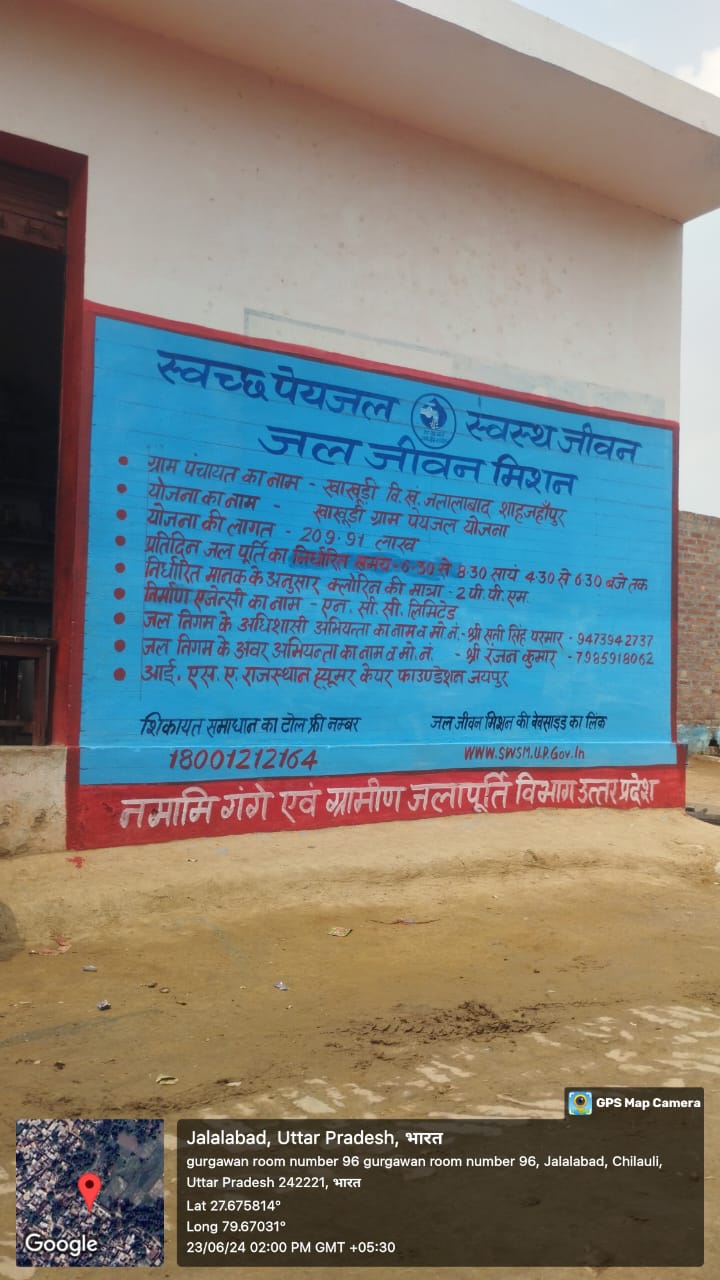 स्वच्छ पेयजल स्वस्थ जीवन
जल जीवन मिशन
ग्राम पंचायत का नाम - खाखूड़ी वि.खं. जलालाबाद शाहजहाँपुर
योजना का नाम - खाखूड़ी ग्राम पेयजल योजना
योजना की लागत - 209.91 लाख
प्रतिदिन जल पूर्ति का निर्धारित समय - 6:30 से 8:30 सायं 4:30 से 6:30 बजे तक
निर्धारित मानक के अनुसार क्लोरिन की मात्रा - 2 पी.पी.एम.
निर्माण एजेन्सी का नाम - एन. सी. सी. लिमिटेड
जल निगम के अधिशासी अभियन्ता का नाम व मो.नं. - श्री सिंह परमार - 9473942737
जल निगम के अवर अभियन्ता का नाम व मो.नं. - श्री रंजन कुमार - 7985918062
आई. एस. ए. राजस्थान ह्यूमर केयर फाउण्डेशन जयपुर
शिकायत समाधान का टोल फ्री नम्बर
18001212164
जल जीवन मिशन की बेवसाइड का लिंक
www.SWSM.U.P.Gov.In
नमामि गंगे एवं ग्रामीण जलापूर्ति विभाग उत्तर प्रदेश
GPS Map Camera
Google
Jalalabad, Uttar Pradesh, भारत
gurgawan room number 96 gurgawan room number 96, Jalalabad, Chilauli,
Uttar Pradesh 242221, भारत
Lat 27.675814°
Long 79.67031°
23/06/24 02:00 PM GMT +05:30